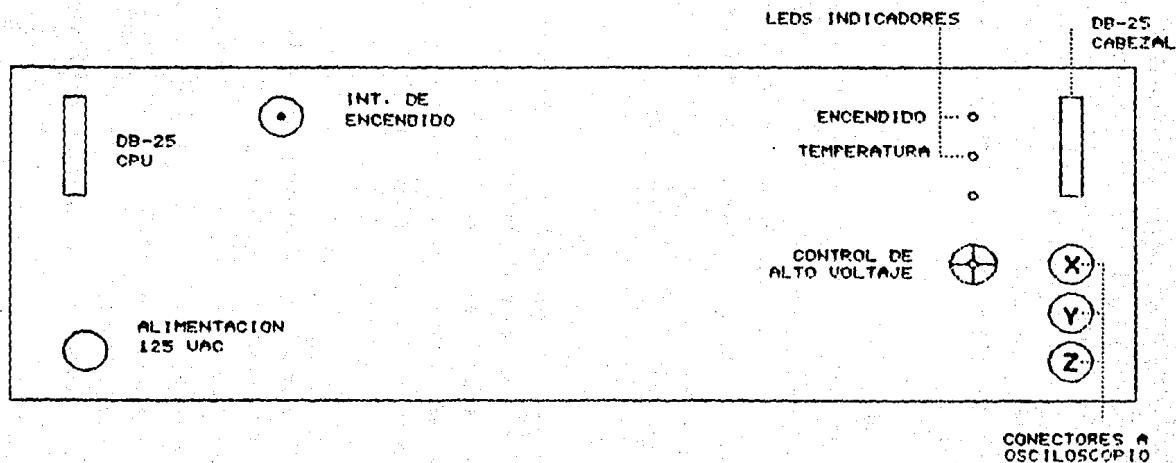 LEDS INDICADORES
DB-25
CABEZAL
INT. DE
ENCENDIDO
DB-25
CPU
ENCENDIDO
TEMPERATURA
CONTROL DE
ALTO VOLTAJE
X
Y
Z
ALIMENTACION
125 VAC
CONECTORES A
OSCILOSCOPIO